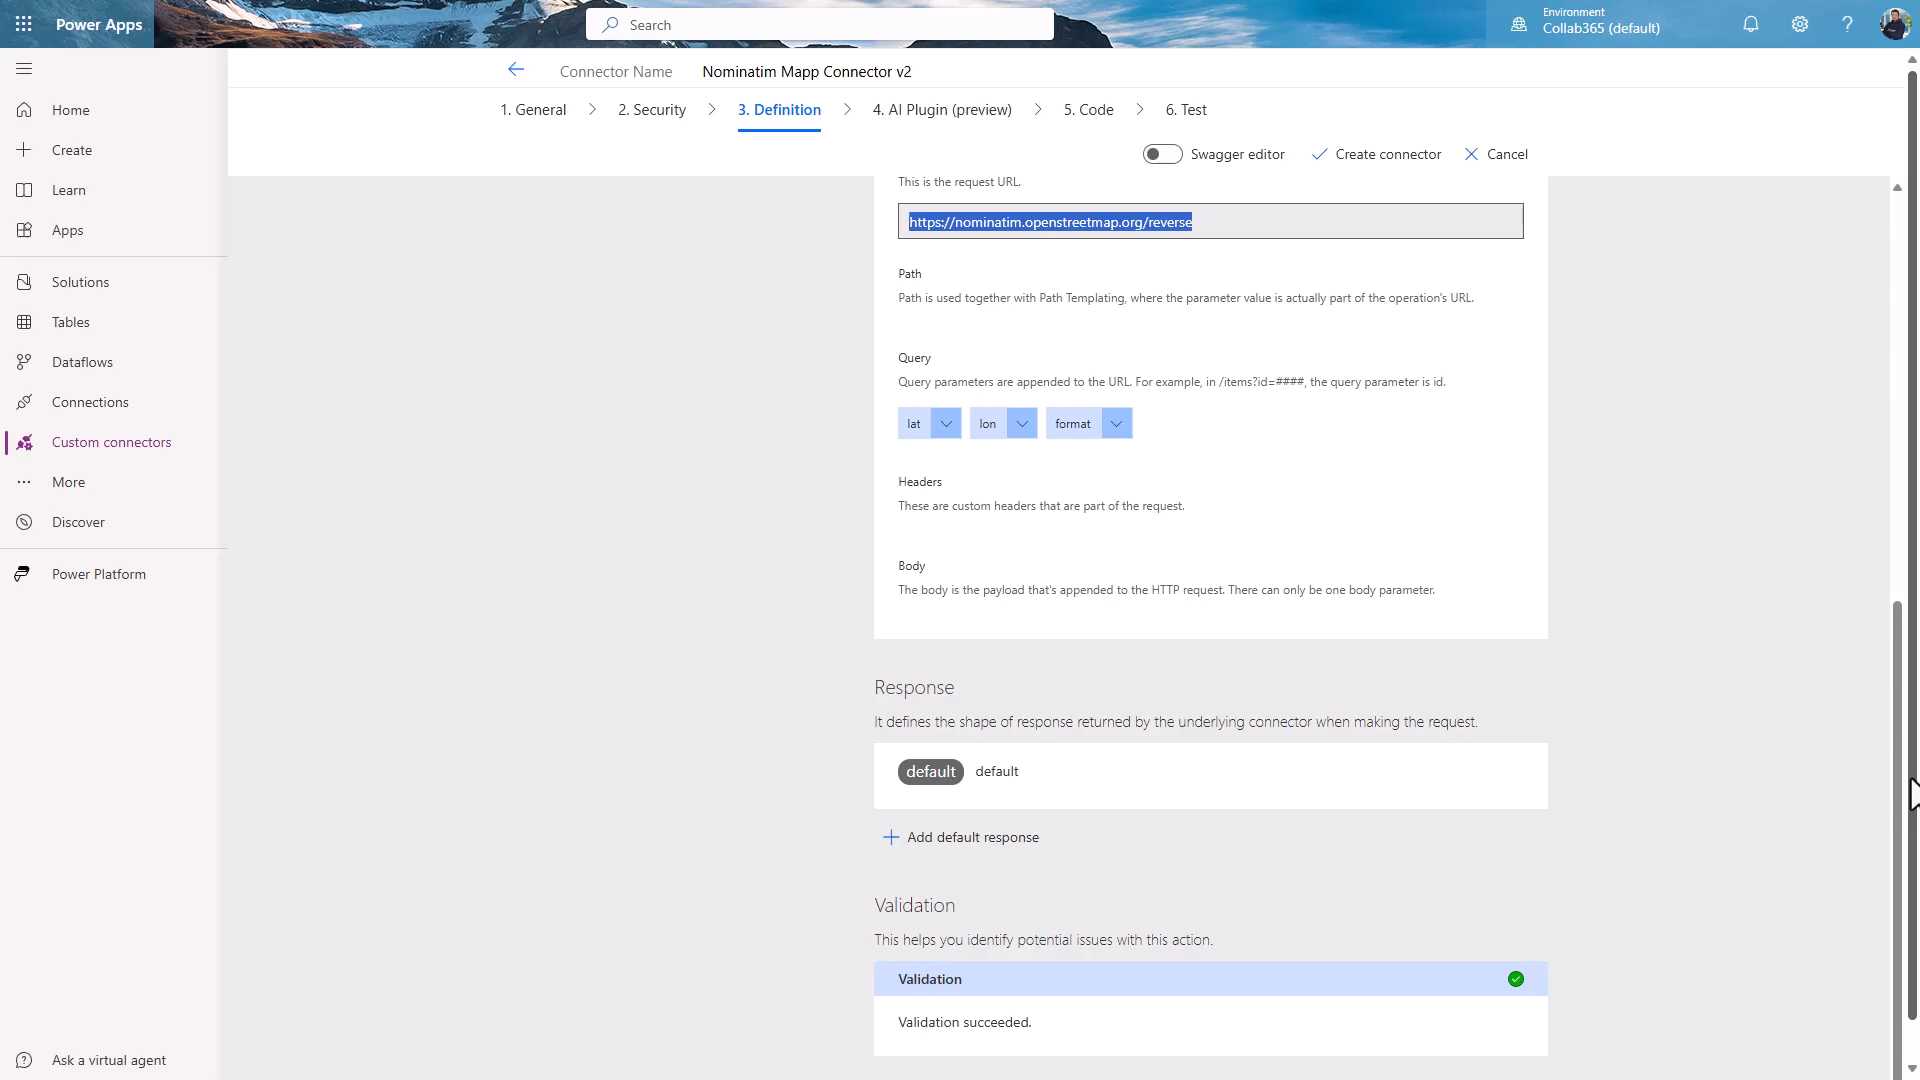 Power Apps
Search
Environment
Collab365 (default)
Connector Name Nominatim Mapp Connector v2
1. General
2. Security
3. Definition
4. AI Plugin (preview)
5. Code
6. Test
Swagger editor
Create connector
Cancel
Home
Create
Learn
Apps
Solutions
Tables
Dataflows
Connections
Custom connectors
More
Discover
Power Platform
Ask a virtual agent
This is the request URL.
https://nominatim.openstreetmap.org/reverse
Path
Path is used together with Path Templating, where the parameter value is actually part of the operation's URL.
Query
Query parameters are appended to the URL. For example, in /items?id=####, the query parameter is id.
lat
lon
format
Headers
These are custom headers that are part of the request.
Body
The body is the payload that's appended to the HTTP request. There can only be one body parameter.
Response
It defines the shape of response returned by the underlying connector when making the request.
default default
Add default response
Validation
This helps you identify potential issues with this action.
Validation
Validation succeeded.